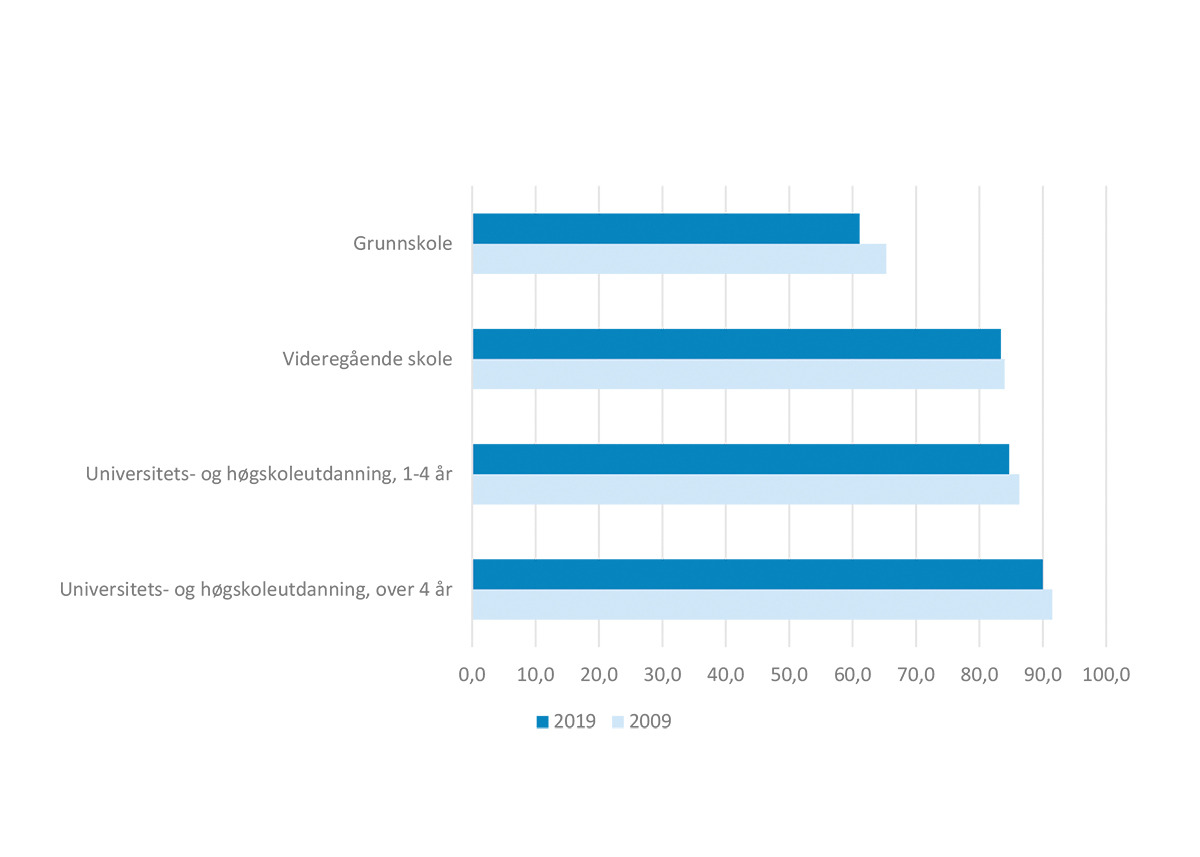 Grunnskole
Videregående skole
Universitets- og høgskoleutdanning, 1-4 år
Universitets- og høgskoleutdanning, over 4 år
0,0 10,0 20,0 30,0 40,0 50,0 60,0 70,0 80,0 90,0 100,0
2019 2009